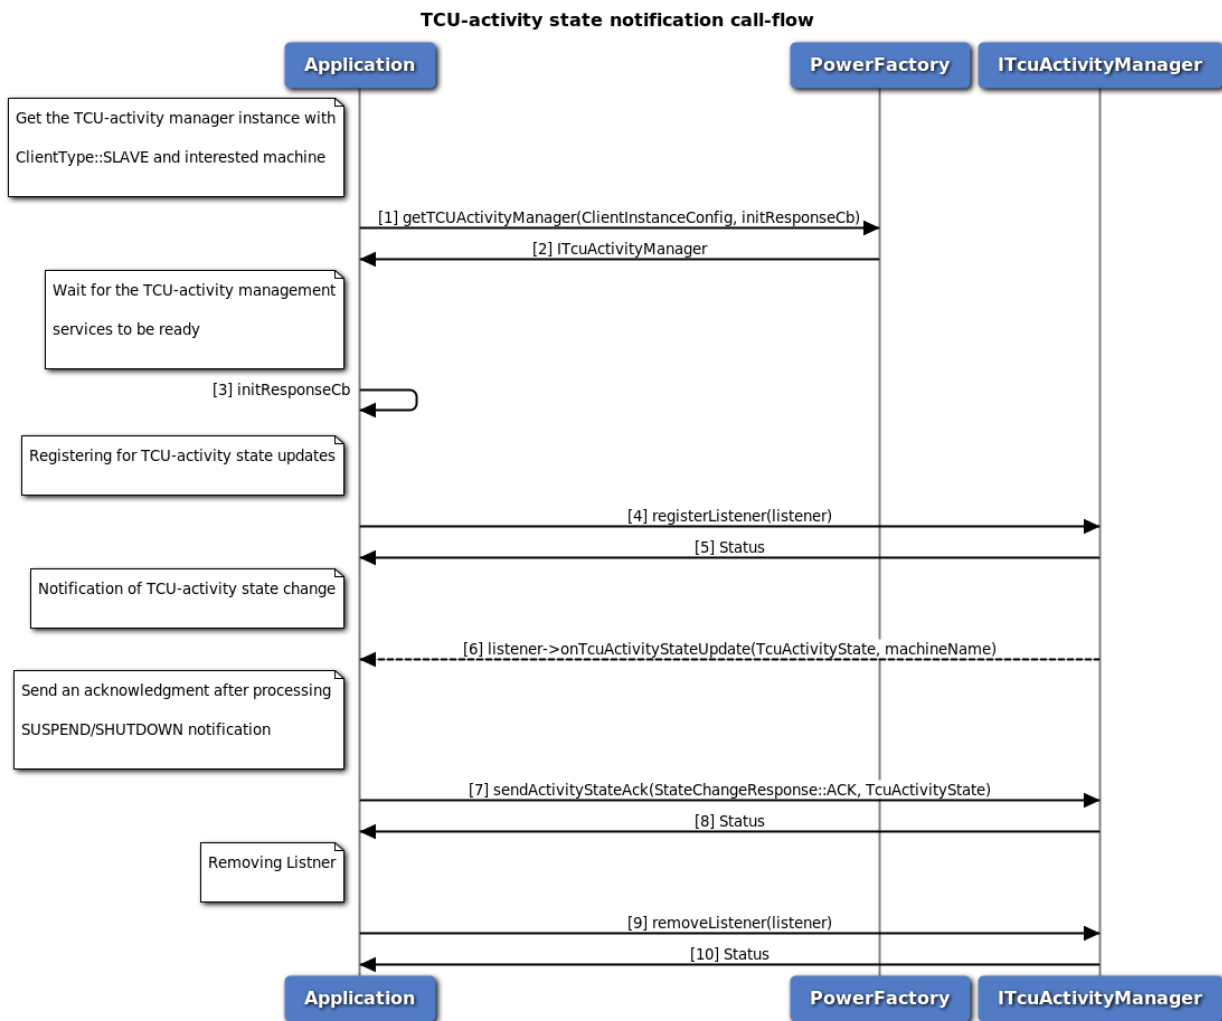 TCU-activity state notification call-flow
Application
PowerFactory
ITcuActivityManager
Get the TCU-activity manager instance with
ClientType::SLAVE and interested machine
[1] getTCUActivityManager(ClientInstanceConfig, initResponseCb)
[2] ITcuActivityManager
Wait for the TCU-activity management
services to be ready
[3] initResponseCb
Registering for TCU-activity state updates
[4] registerListener(listener)
[5] Status
Notification of TCU-activity state change
[6] listener->onTcuActivityStateUpdate(TcuActivityState, machineName)
Send an acknowledgment after processing
SUSPEND/SHUTDOWN notification
[7] sendActivityStateAck(StateChangeResponse::ACK, TcuActivityState)
[8] Status
Removing Listner
[9] removeListener(listener)
[10] Status
Application
PowerFactory
ITcuActivityManager